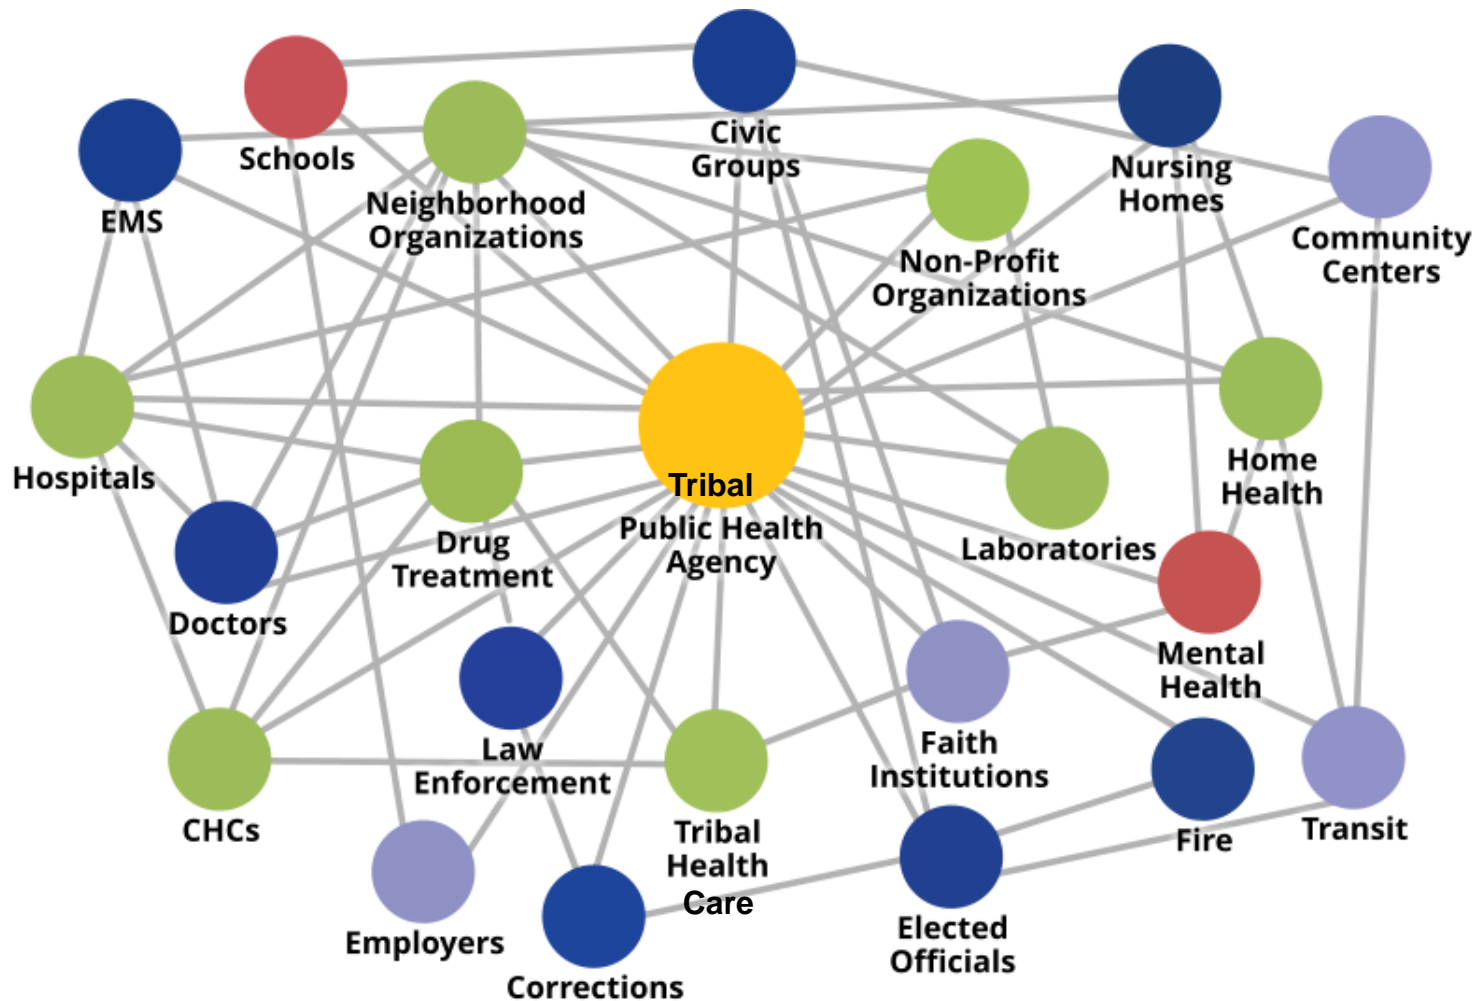 Civic
Groups
Schools
Nursing
Homes
EMS
Neighborhood
Organizations
Community
Centers
Non-Profit
Organizations
Hospitals
Home
Health
Tribal
Public Health
Agency
Drug
Treatment
Laboratories
Doctors
Mental
Health
Law
Enforcement
Faith
Institutions
CHCs
Tribal
Health
Care
Fire
Transit
Employers
Elected
Officials
Corrections